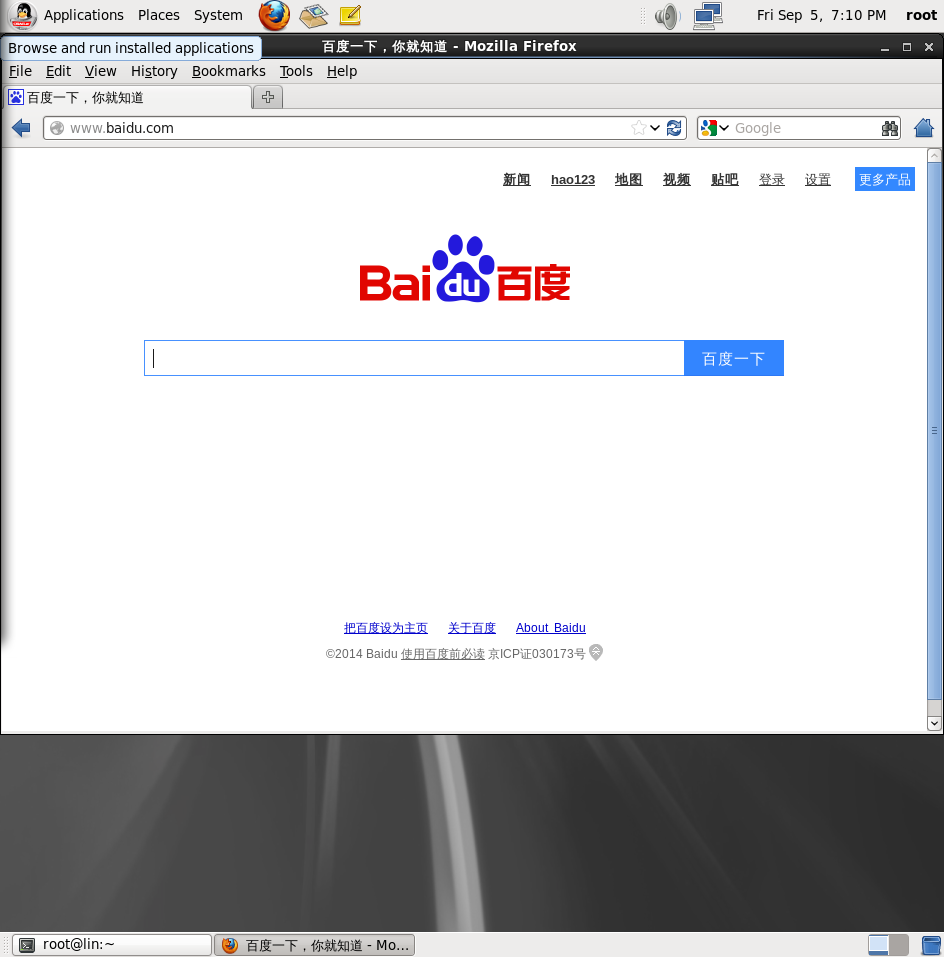 Applications Places System Fri Sep 5, 7:10 PM root
Browse and run installed applications
百度一下，你就知道 - Mozilla Firefox
File Edit View History Bookmarks Tools Help
百度一下，你就知道
www.baidu.com Google
新闻 hao123 地图 视频 贴吧 登录 设置 更多产品
Bai du 百度
百度一下
把百度设为主页 关于百度 About Baidu
©2014 Baidu 使用百度前必读 京ICP证030173号
root@lin:~ 百度一下，你就知道 - Mo...